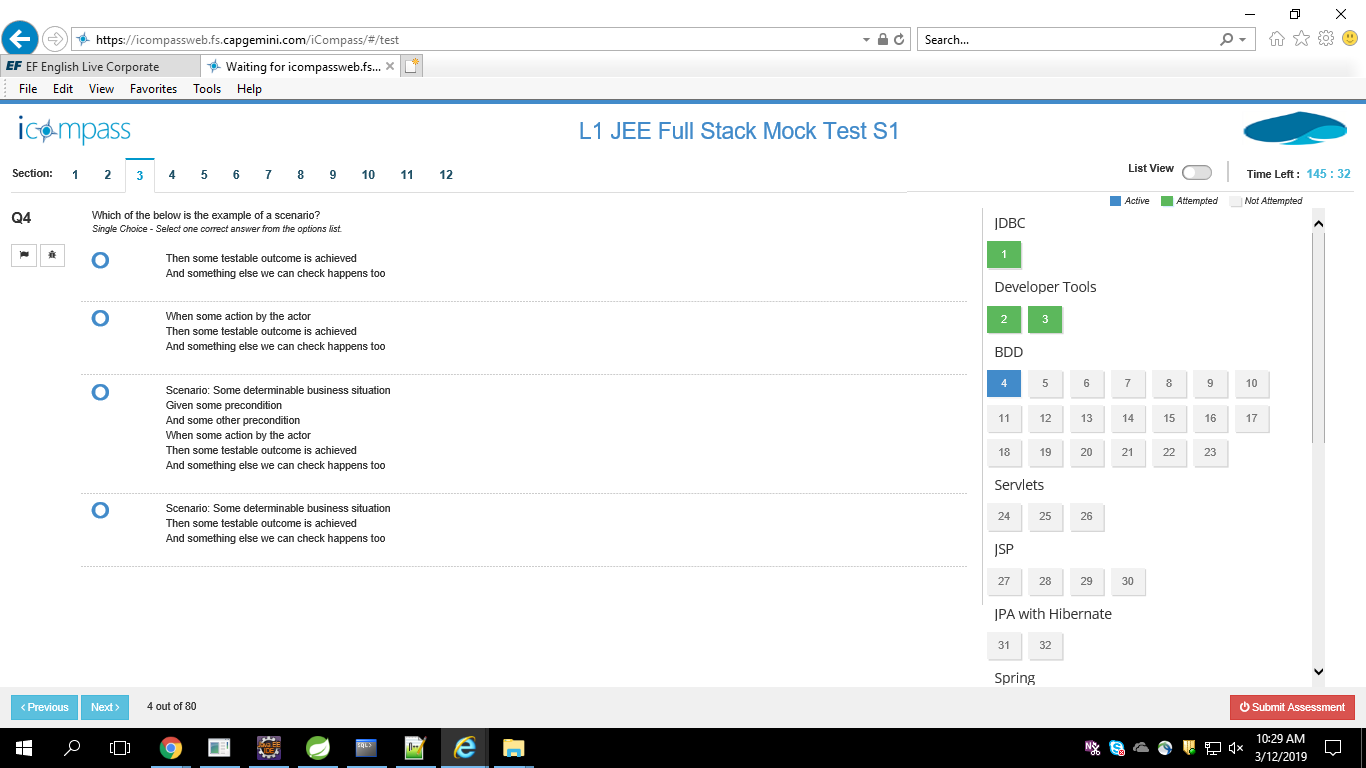 https://icompassweb.fs.capgemini.com/iCompass/#/test
Search...
EF EF English Live Corporate
Waiting for icompassweb.fs...
File Edit View Favorites Tools Help
icompass
L1 JEE Full Stack Mock Test S1
Section: 1 2 3 4 5 6 7 8 9 10 11 12
List View
Time Left : 145 : 32
Active Attempted Not Attempted
Q4
Which of the below is the example of a scenario?
Single Choice - Select one correct answer from the options list.
Then some testable outcome is achieved
And something else we can check happens too
When some action by the actor
Then some testable outcome is achieved
And something else we can check happens too
Scenario: Some determinable business situation
Given some precondition
And some other precondition
When some action by the actor
Then some testable outcome is achieved
And something else we can check happens too
Scenario: Some determinable business situation
Then some testable outcome is achieved
And something else we can check happens too
JDBC
1
Developer Tools
2 3
BDD
4 5 6 7 8 9 10
11 12 13 14 15 16 17
18 19 20 21 22 23
Servlets
24 25 26
JSP
27 28 29 30
JPA with Hibernate
31 32
Spring
‹ Previous
Next ›
4 out of 80
Submit Assessment
10:29 AM
3/12/2019